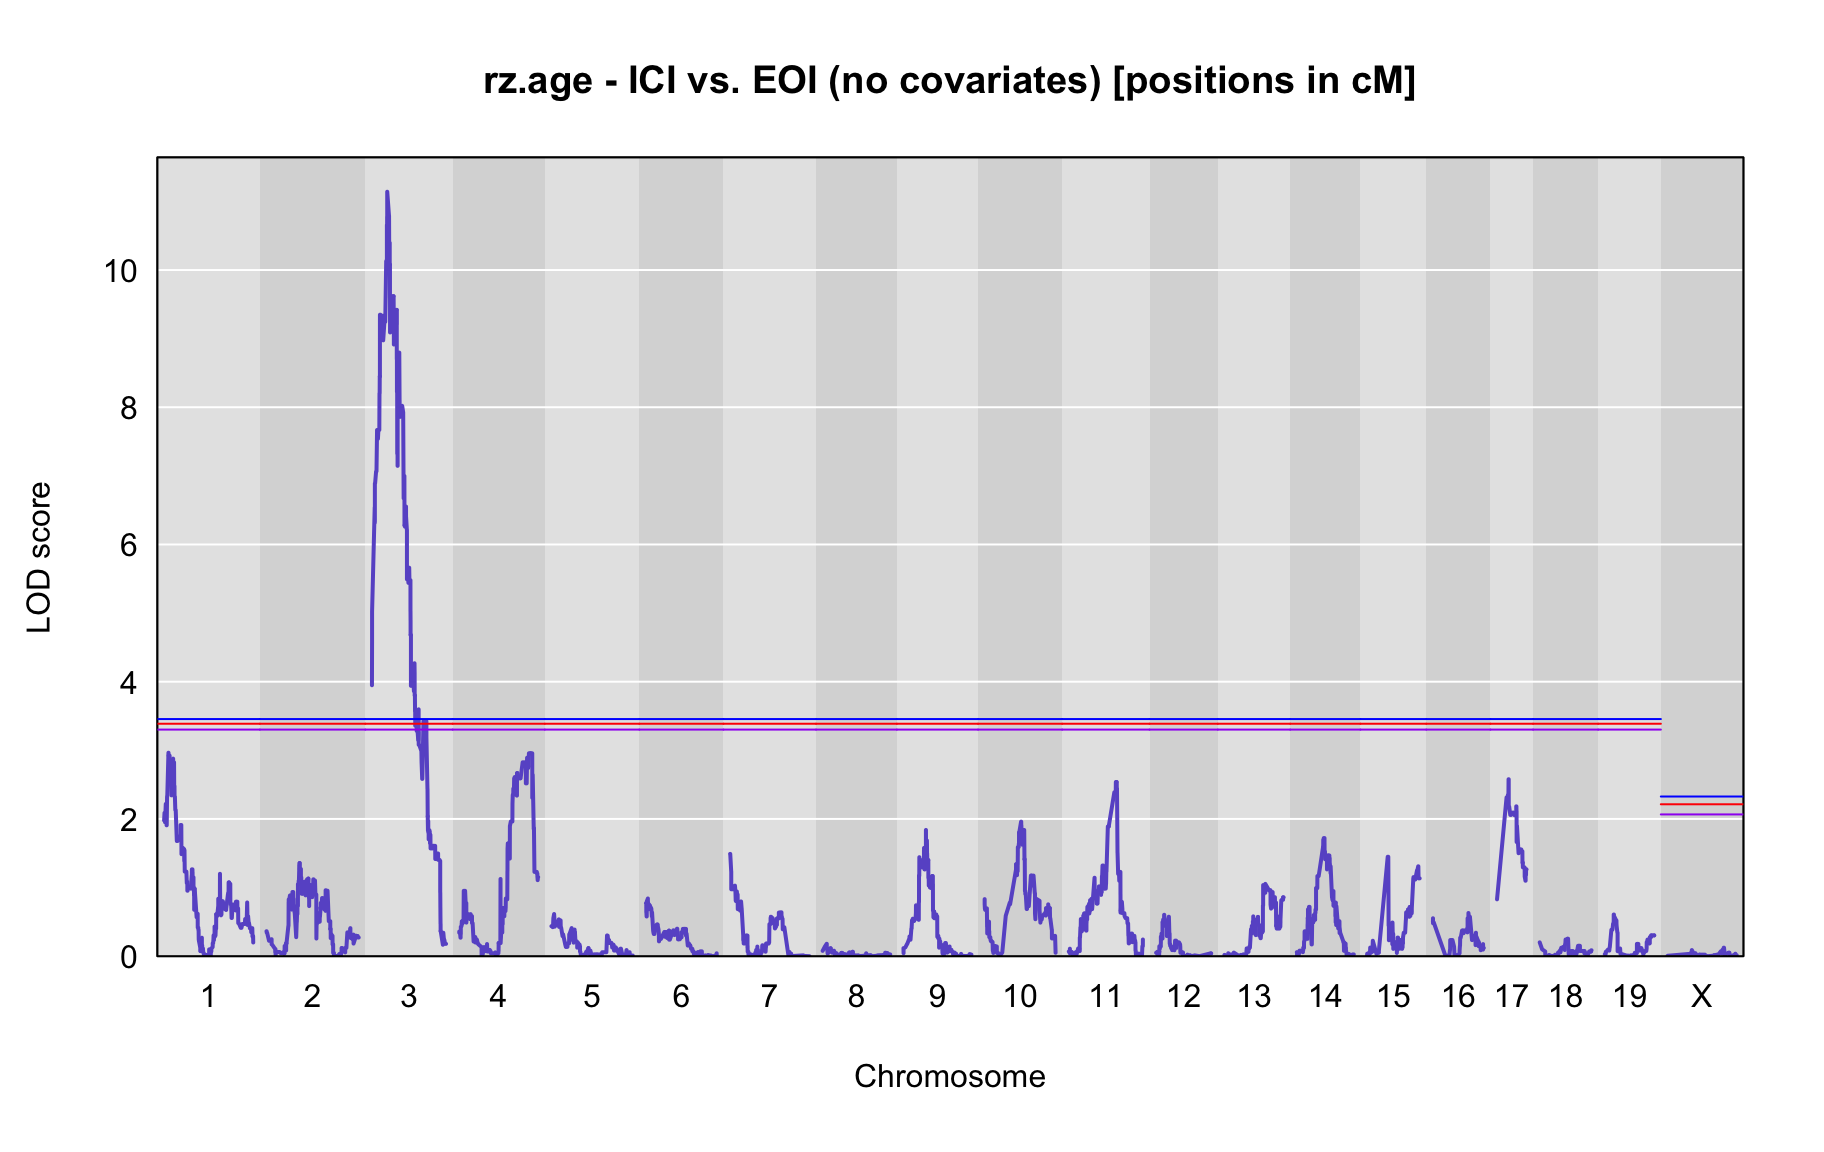 rz.age - ICI vs. EOI (no covariates) [positions in cM]
10
8
6
4
2
0
LOD score
1 2 3 4 5 6 7 8 9 10 11 12 13 14 15 16 17 18 19 X
Chromosome